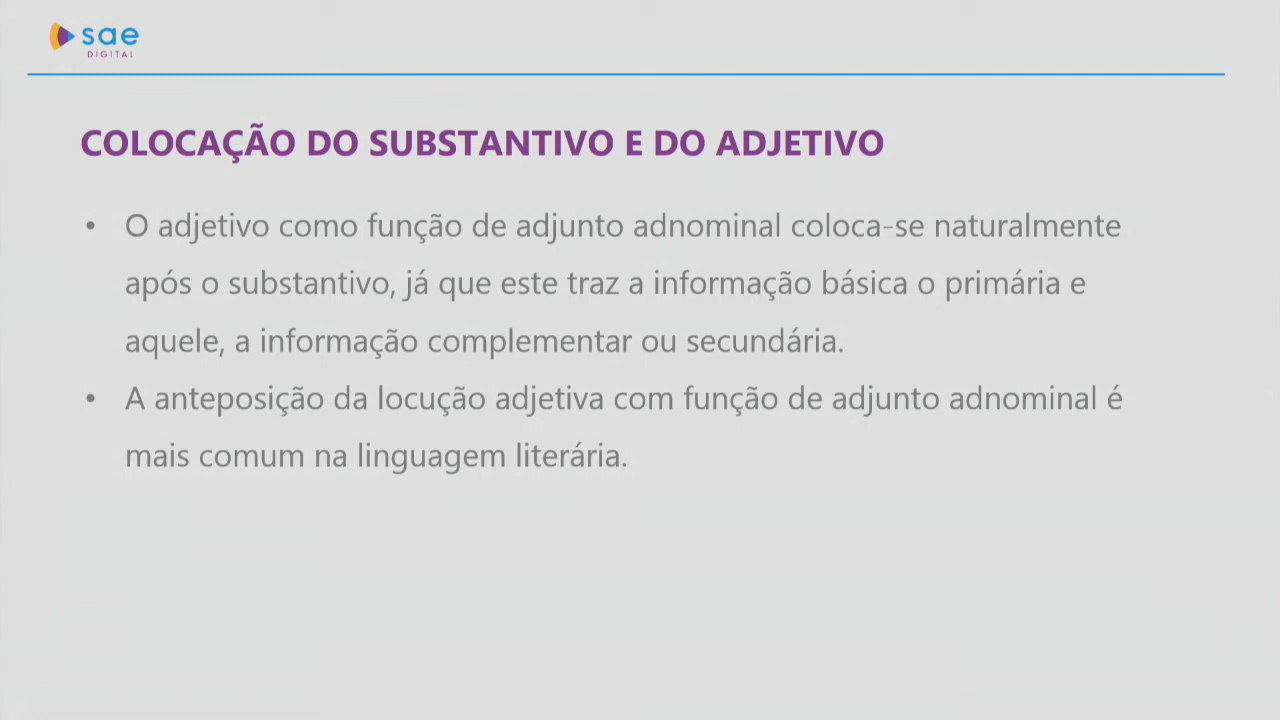 sae
DIGITAL
COLOCAÇÃO DO SUBSTANTIVO E DO ADJETIVO
• O adjetivo como função de adjunto adnominal coloca-se naturalmente
após o substantivo, já que este traz a informação básica o primária e
aquele, a informação complementar ou secundária.
• A anteposição da locução adjetiva com função de adjunto adnominal é
mais comum na linguagem literária.